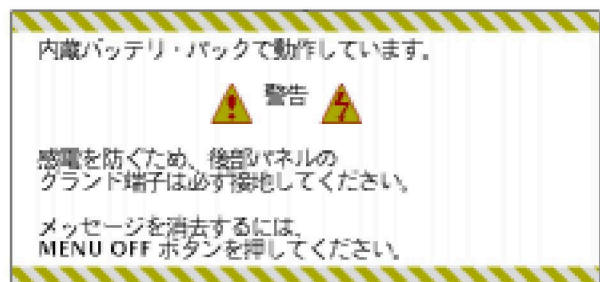 内蔵バッテリ・パックで動作しています。
警告
感電を防ぐため、後部パネルの
グランド端子は必ず接地してください。
メッセージを消去するには、
MENU OFF ボタンを押してください。